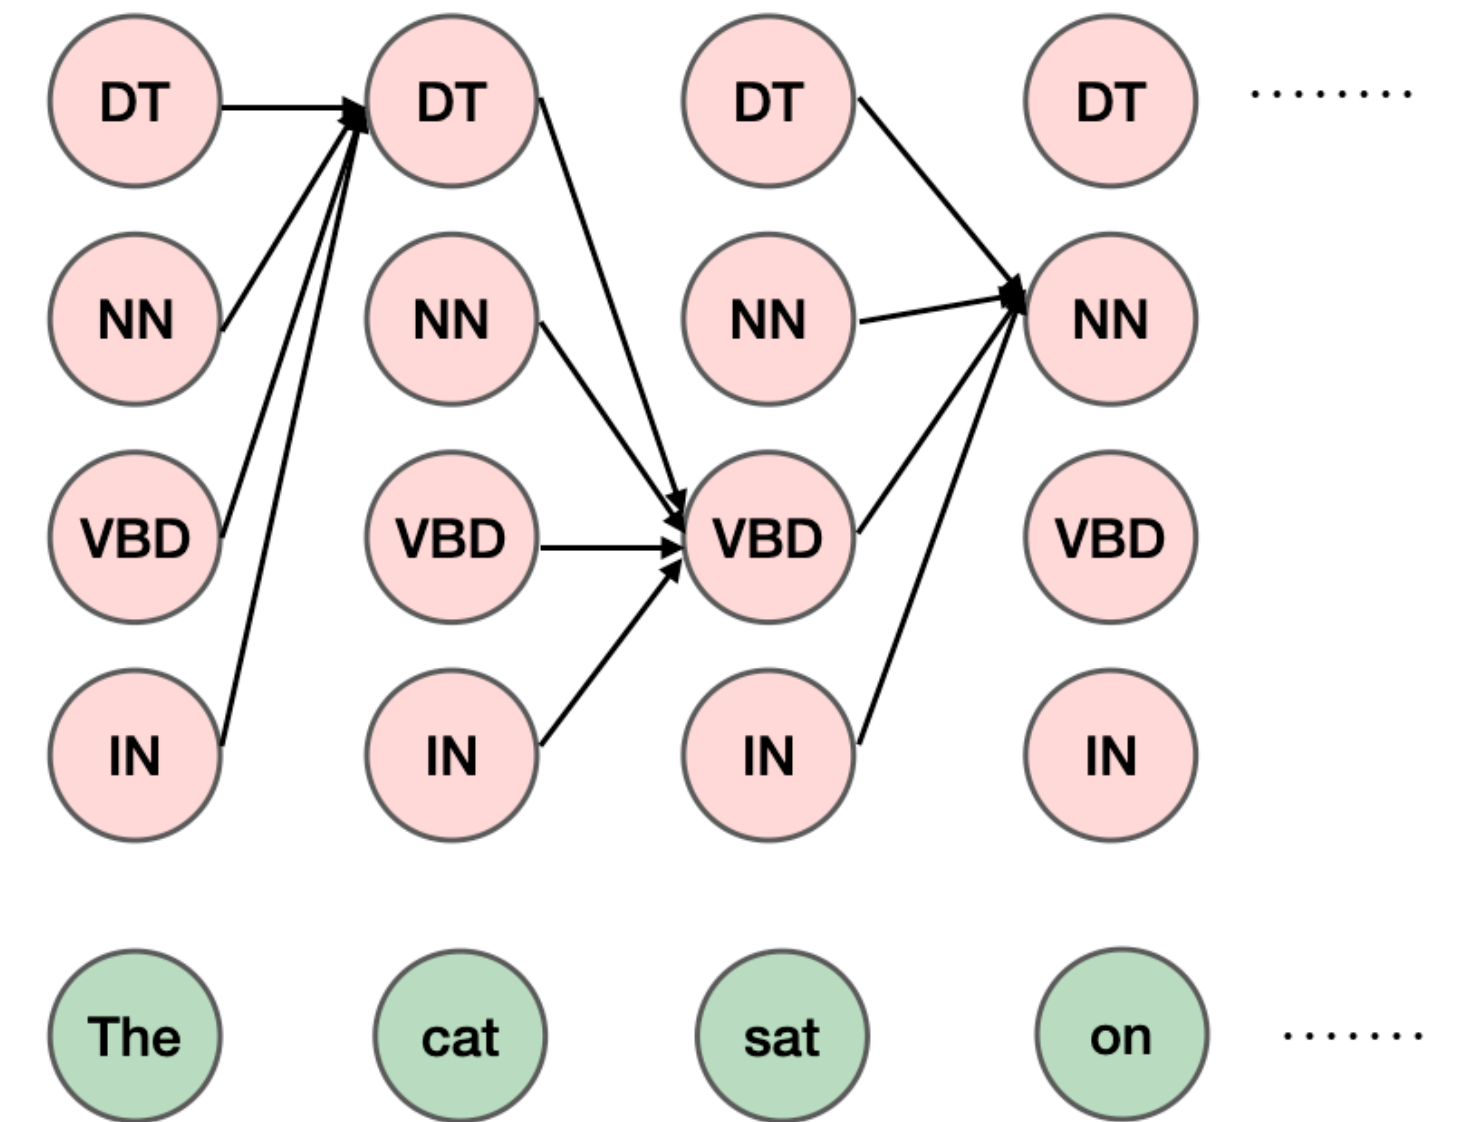 DT DT DT DT ........
NN NN NN NN
VBD VBD VBD VBD
IN IN IN IN
The cat sat on .......